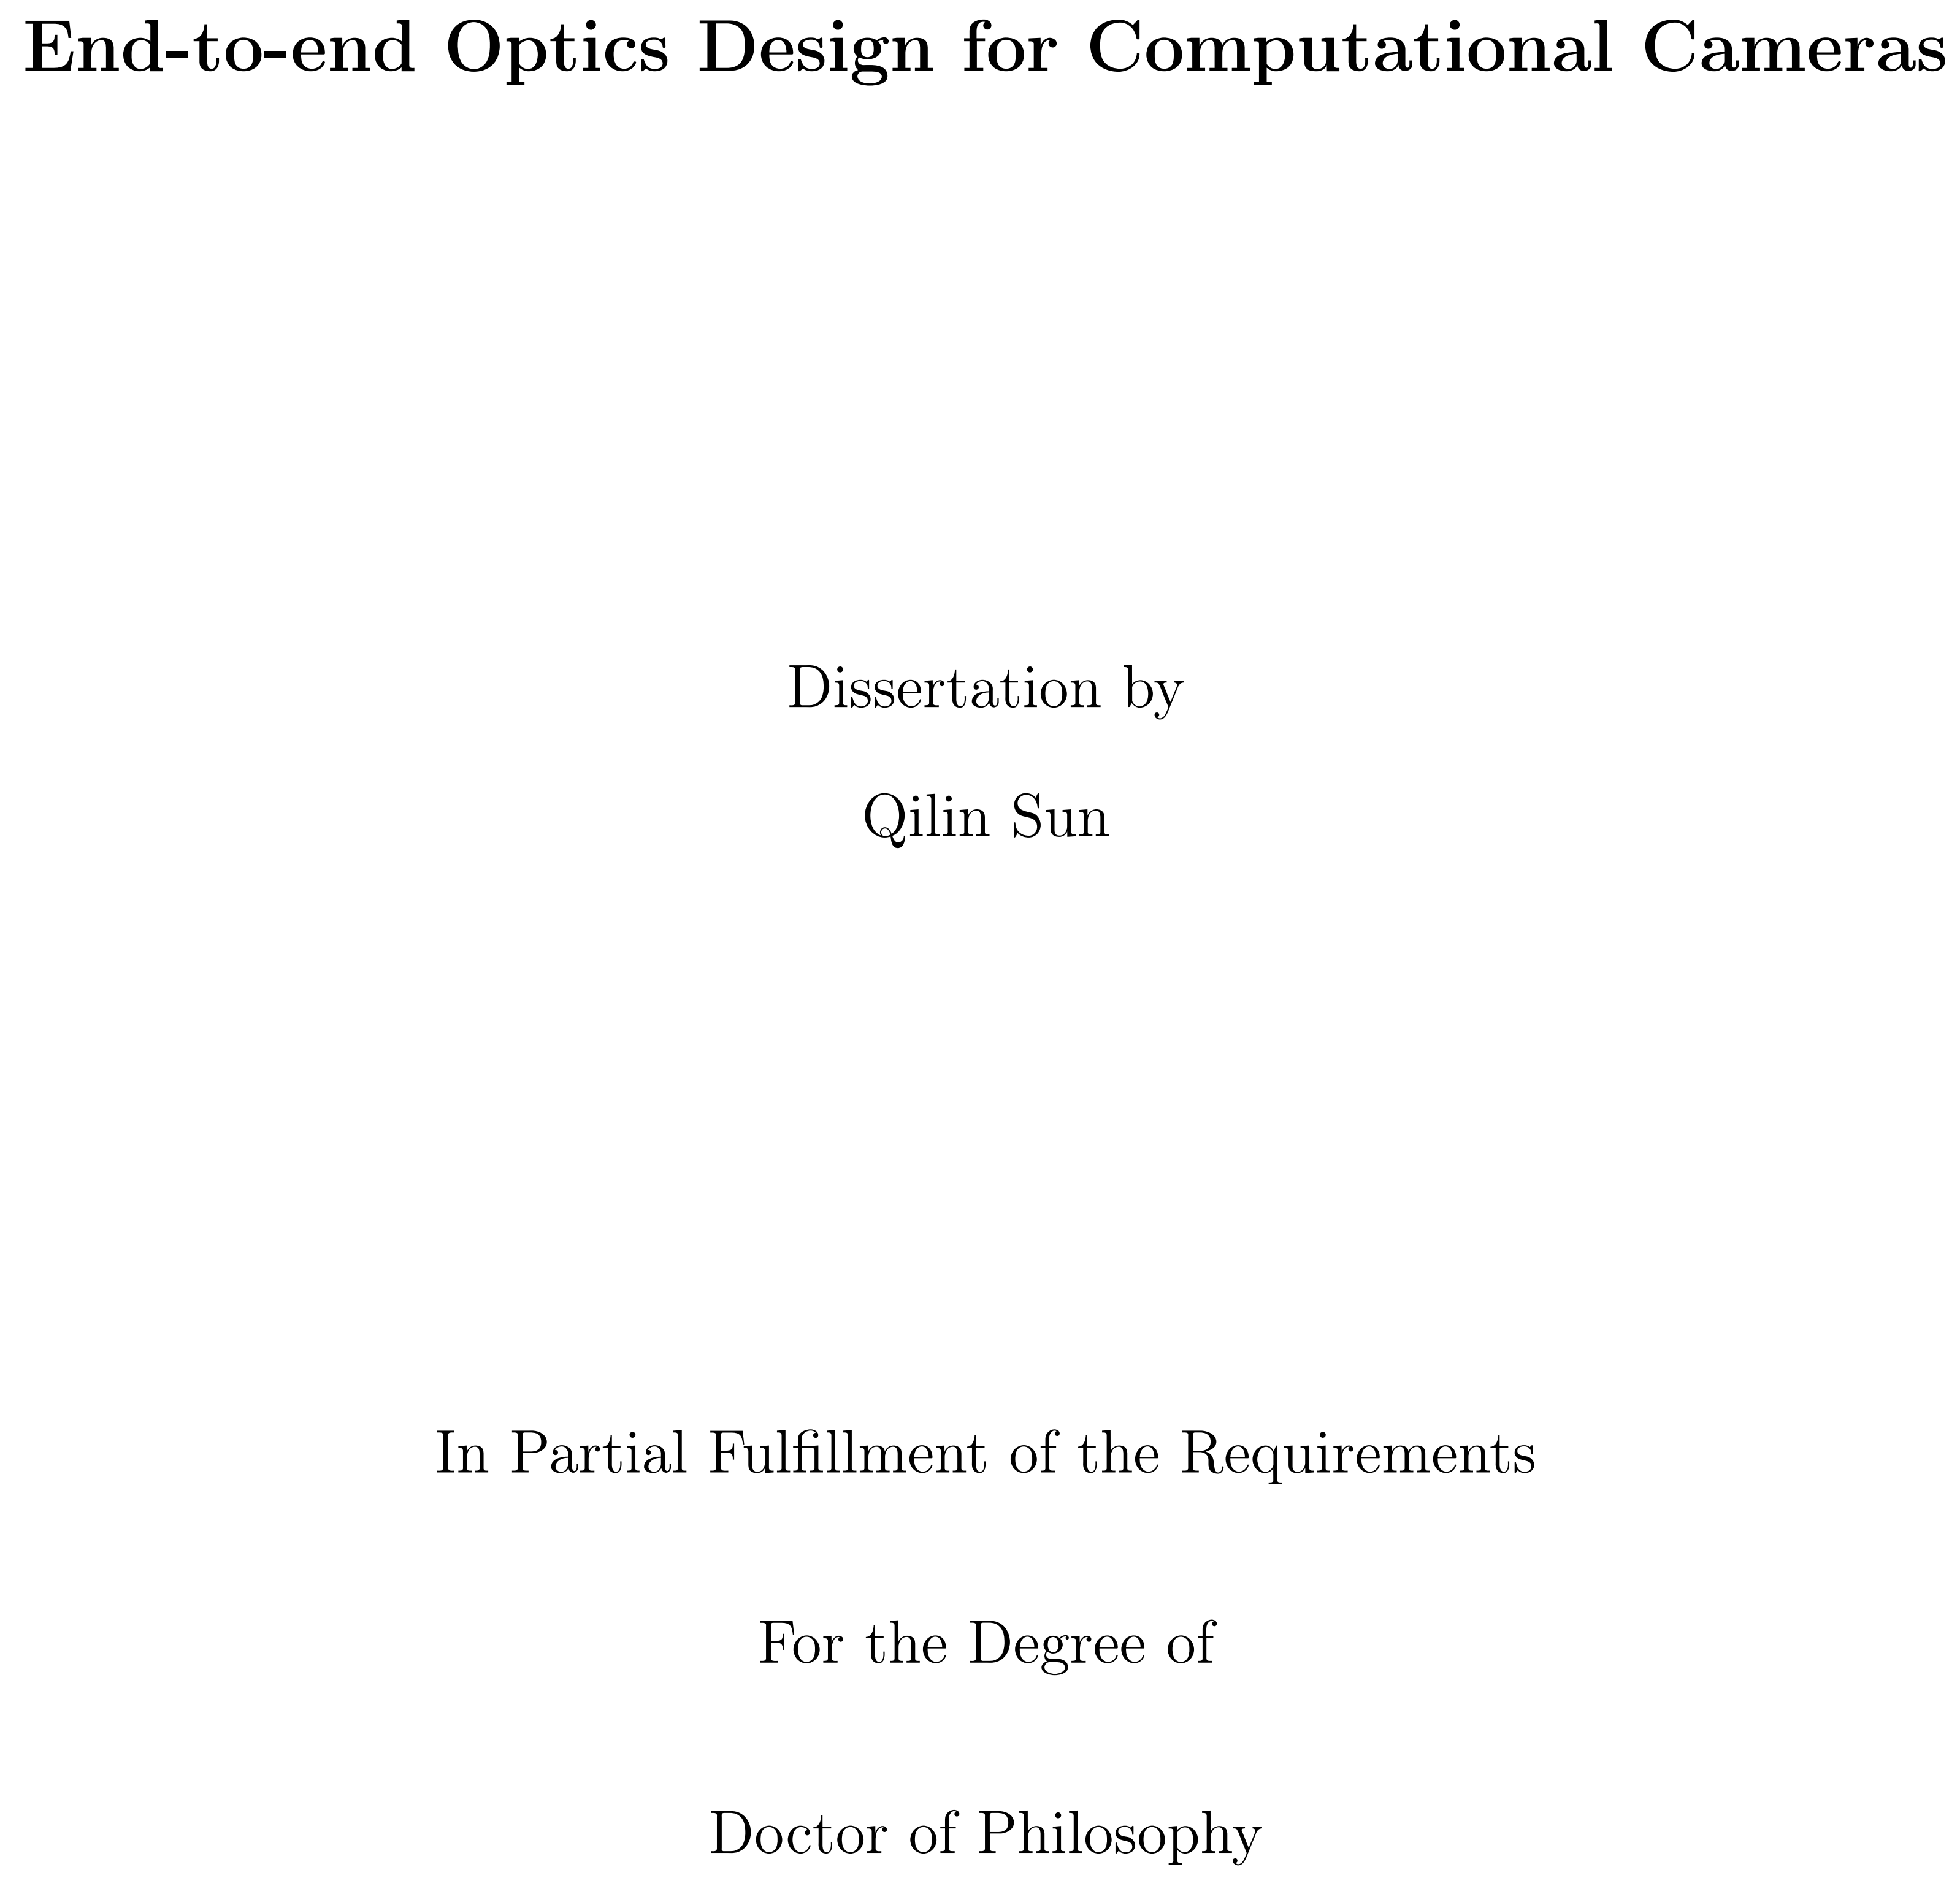 End-to-end Optics Design for Computational Cameras
Dissertation by
Qilin Sun
In Partial Fulfillment of the Requirements
For the Degree of
Doctor of Philosophy